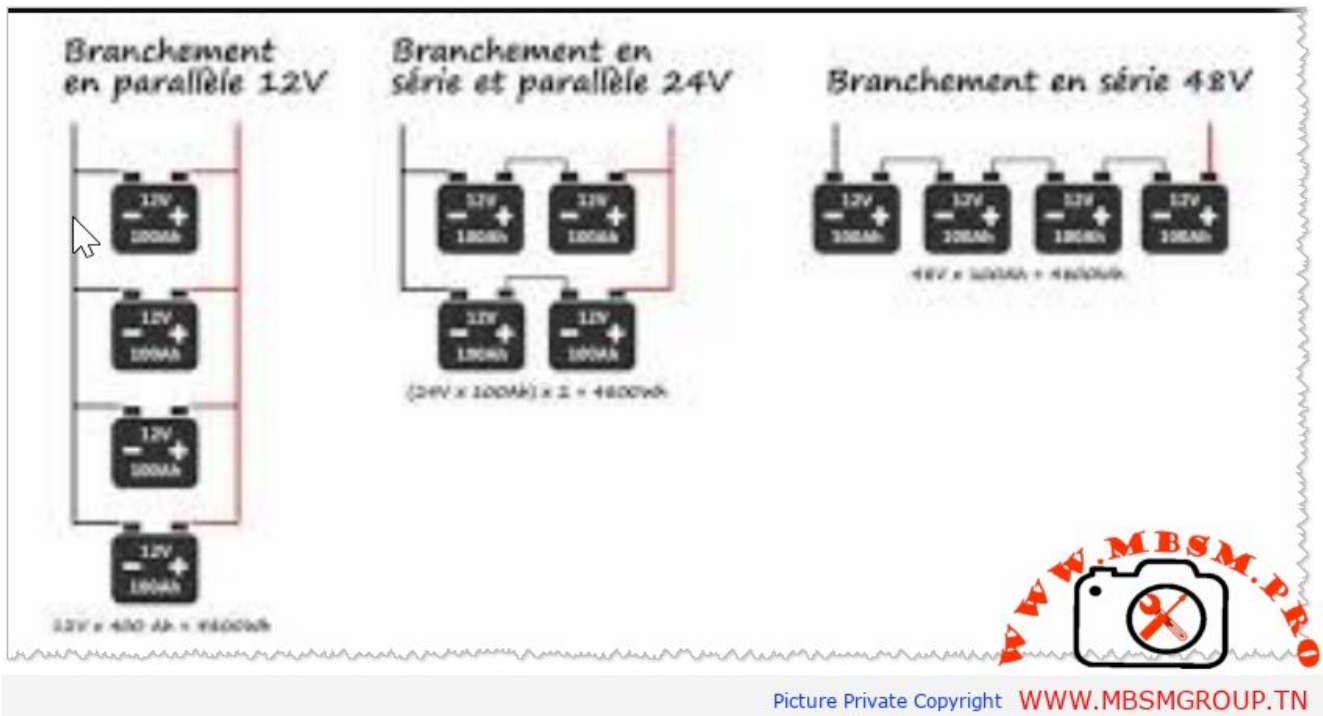 Branchement
en parallèle 12V
12V
- +
100Ah
12V
- +
100Ah
12V
- +
100Ah
12V
- +
100Ah
12V x 400 Ah = 4800Wh
Branchement en
série et parallèle 24V
12V 12V
- + - +
100Ah 100Ah
12V 12V
- + - +
100Ah 100Ah
(24V x 100Ah) x 2 = 4800Wh
Branchement en série 48V
12V 12V 12V 12V
- + - + - + - +
100Ah 100Ah 100Ah 100Ah
48V x 100Ah = 4800Wh
WWW.MBSM.PRO
Picture Private Copyright WWW.MBSMGROUP.TN